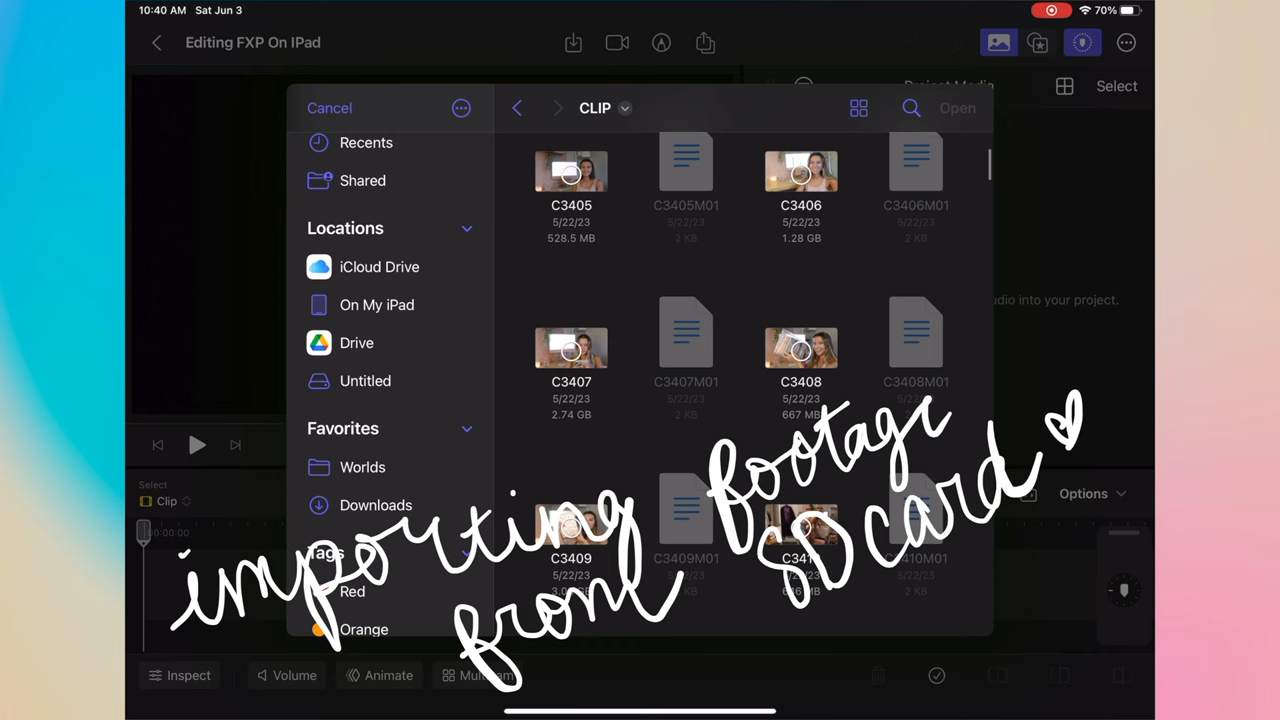 10:40 AM Sat Jun 3
70%
Editing FXP On IPad
Select
Cancel
CLIP
Open
Recents
Shared
Locations
iCloud Drive
On My iPad
Drive
Untitled
Favorites
Worlds
Downloads
Tags
Red
Orange
C3405
5/22/23
528.5 MB
C3405M01
5/22/23
2 KB
C3406
5/22/23
1.28 GB
C3406M01
5/22/23
2 KB
C3407
5/22/23
2.74 GB
C3407M01
5/22/23
2 KB
C3408
5/22/23
667 MB
C3408M01
C3409
5/22/23
C3409M01
5/22/23
KB
5/22/23
2 KB
udio into your project.
Select
Clip
00:00:00
Options
importing footage
from SD card
Inspect
Volume
Animate